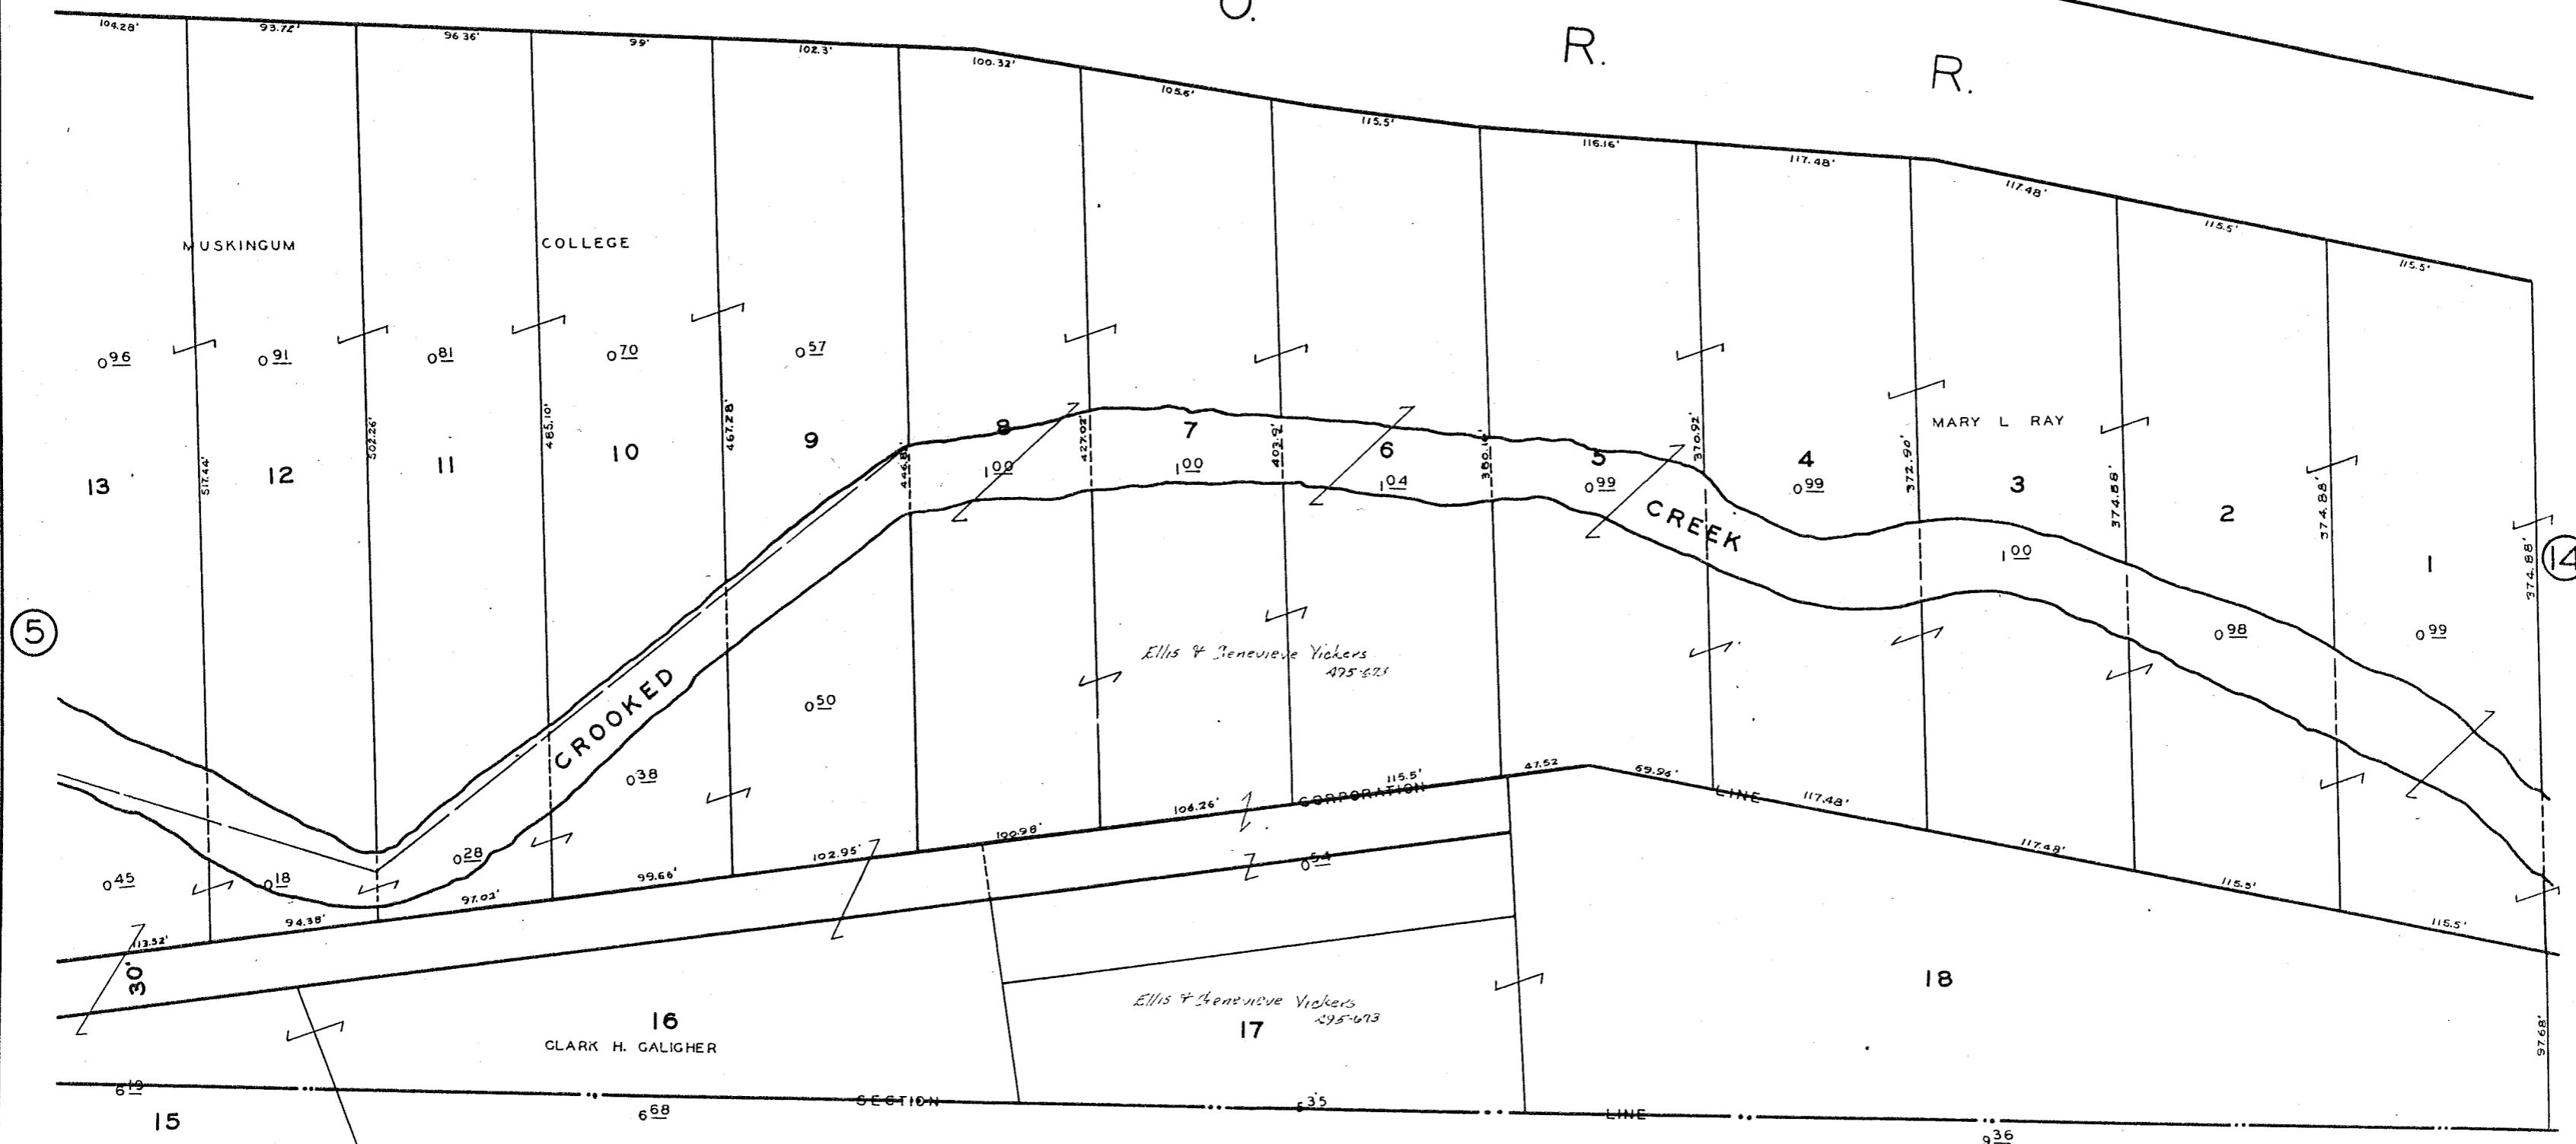 O. R. R.
104.28' 93.72' 96.36' 99' 102.3' 100.32' 105.6' 115.5' 116.16' 117.48' 117.48' 115.5' 115.5'
MUSKINGUM COLLEGE
0 96 0 91 0 81 0 70 0 57
MARY L RAY
517.44' 502.26' 485.10' 467.28' 427.02' 403.9' 370.92' 372.90' 374.88' 374.88' 374.88'
13 12 11 10 9 8 7 6 5 4 3 2 1
1 00 1 00 1 04 0 99 0 99 1 00 0 98 0 99
CROOKED CREEK
5 14
Ellis & Genevieve Vickers
495-673
0 50
0 38
0 28
0 18
0 45
113.52' 94.38' 97.02' 99.66' 102.95' 100.98' 106.26' 115.5' 47.52 69.96' 117.48' 117.48' 115.5' 115.5'
CORPORATION LINE
0 54
30'
18
97.68'
16
CLARK H. GALIGHER
Ellis & Genevieve Vickers
495-673
17
SECTION LINE
6 19
15
6 68
5 35
9 36